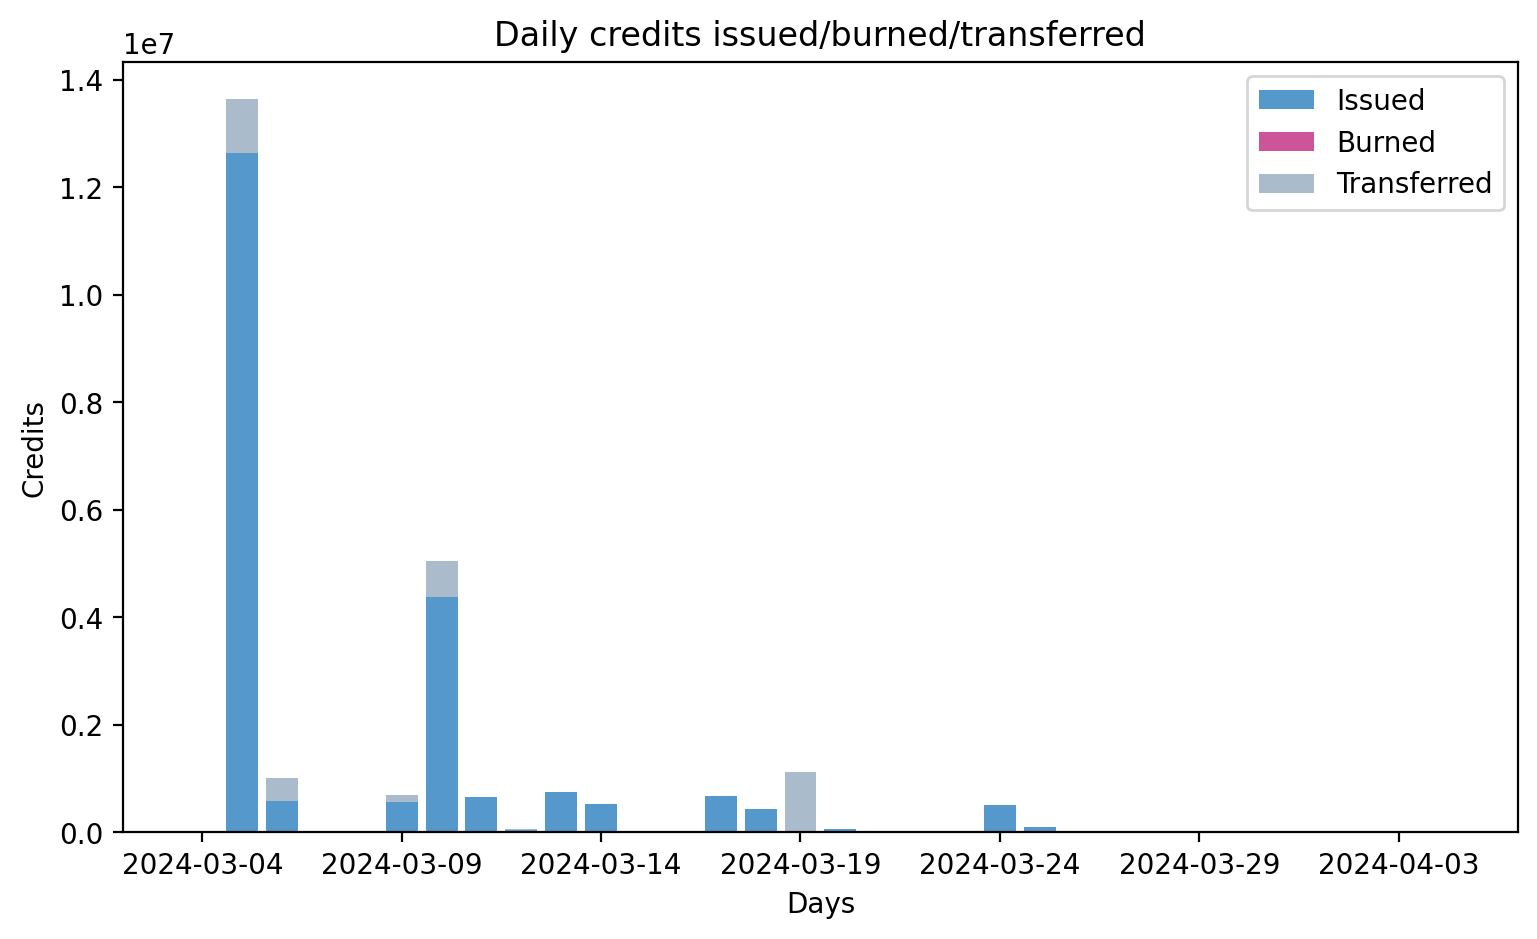 Daily credits issued/burned/transferred
1e7
1.4
1.2
1.0
0.8
0.6
0.4
0.2
0.0
Credits
Issued
Burned
Transferred
2024-03-04 2024-03-09 2024-03-14 2024-03-19 2024-03-24 2024-03-29 2024-04-03
Days